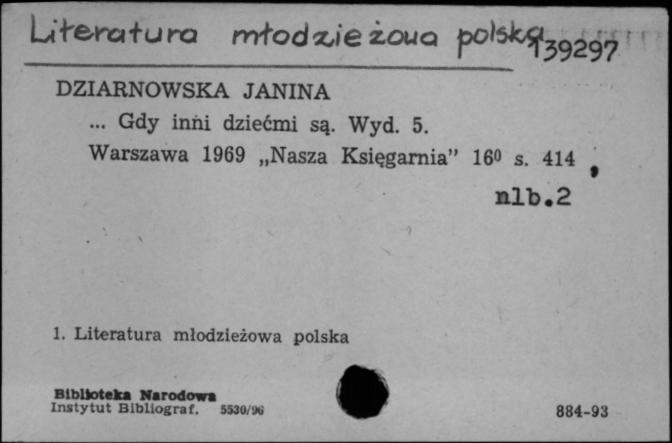 Literatura młodzieżowa polska 139297
DZIARNOWSKA JANINA
... Gdy inni dziećmi są. Wyd. 5.
Warszawa 1969 „Nasza Księgarnia” 16⁰ s. 414 ,
nlb.2
1. Literatura młodzieżowa polska
Biblioteka Narodowa
Instytut Bibliograf. 5530/96
884-93